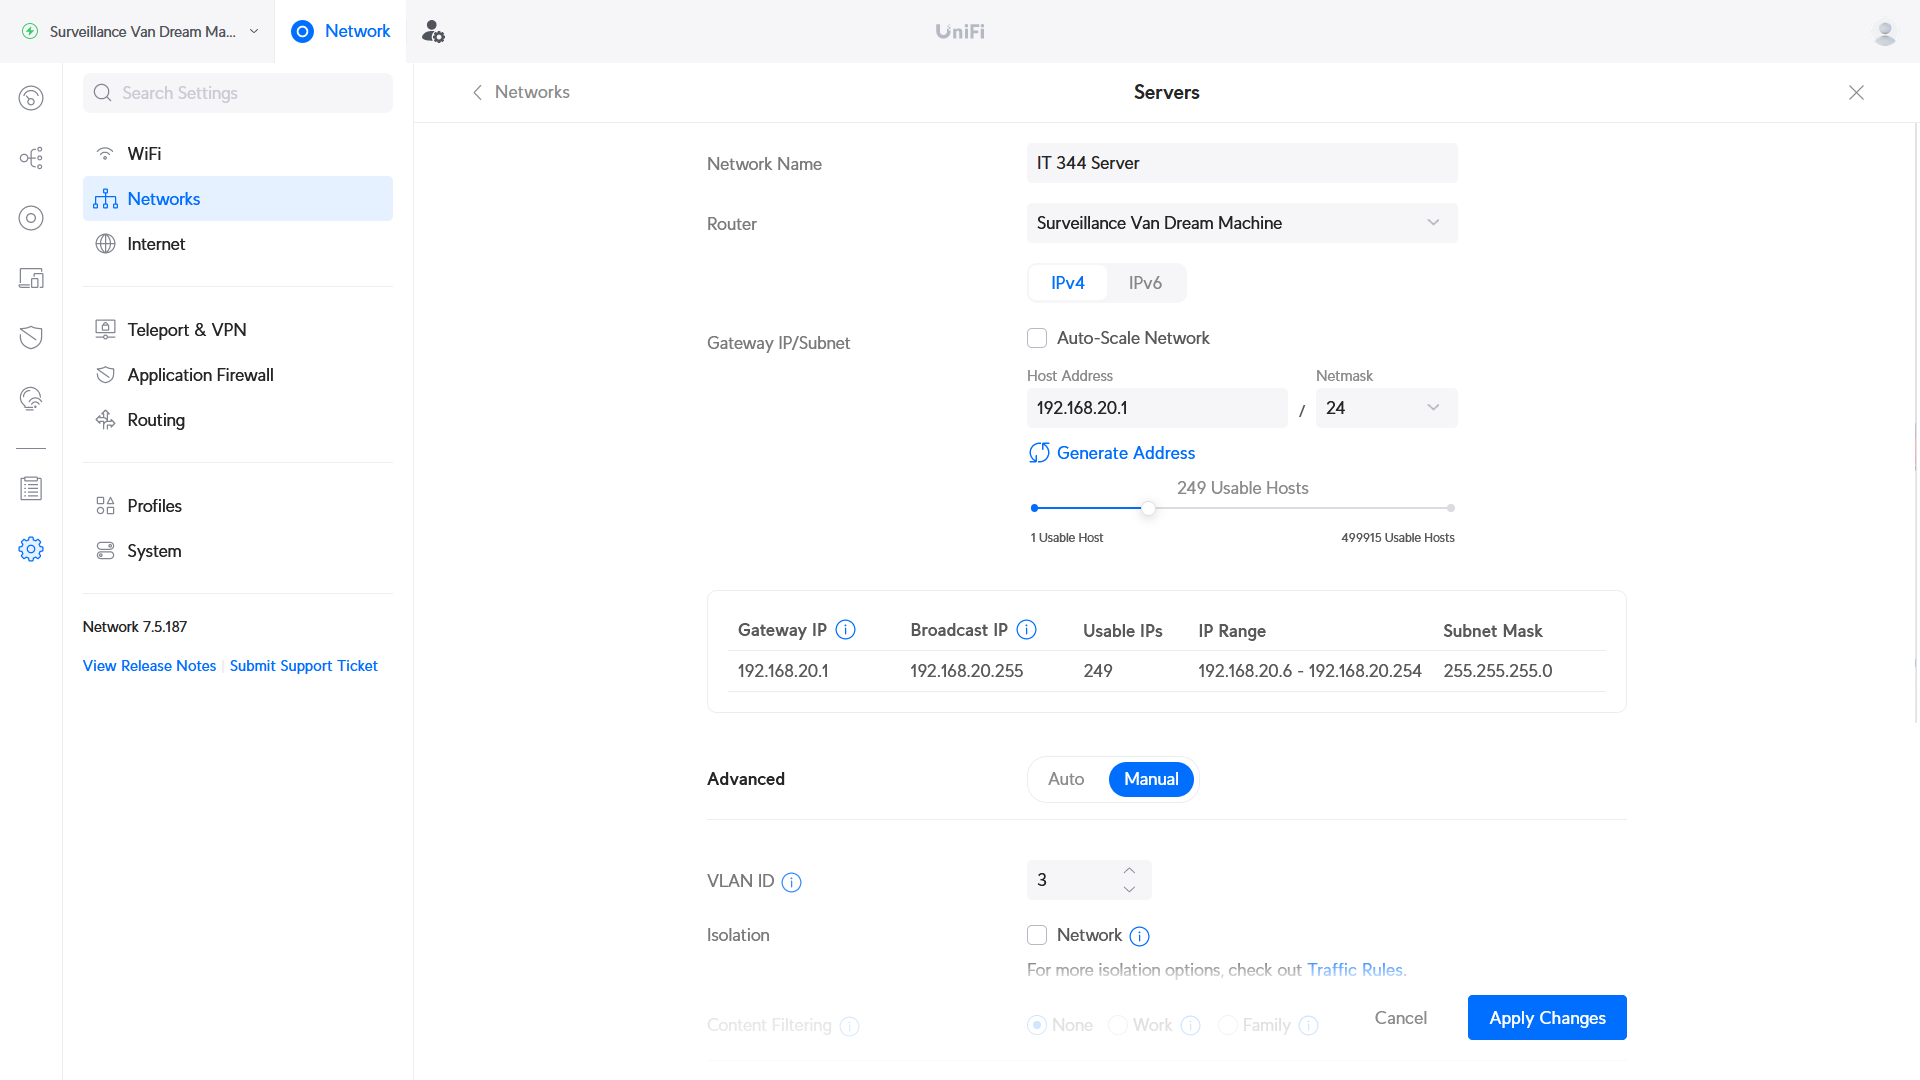 Surveillance Van Dream Ma...
Network
UniFi
Search Settings
WiFi
Networks
Internet
Teleport & VPN
Application Firewall
Routing
Profiles
System
Network 7.5.187
View Release Notes
Submit Support Ticket
Networks
Servers
Network Name
IT 344 Server
Router
Surveillance Van Dream Machine
IPv4 IPv6
Gateway IP/Subnet
Auto-Scale Network
Host Address Netmask
192.168.20.1 / 24
Generate Address
249 Usable Hosts
1 Usable Host 499915 Usable Hosts
Gateway IP Broadcast IP Usable IPs IP Range Subnet Mask
192.168.20.1 192.168.20.255 249 192.168.20.6 - 192.168.20.254 255.255.255.0
Advanced
Auto Manual
VLAN ID
3
Isolation
Network
For more isolation options, check out Traffic Rules.
Content Filtering
None Work Family
Cancel
Apply Changes